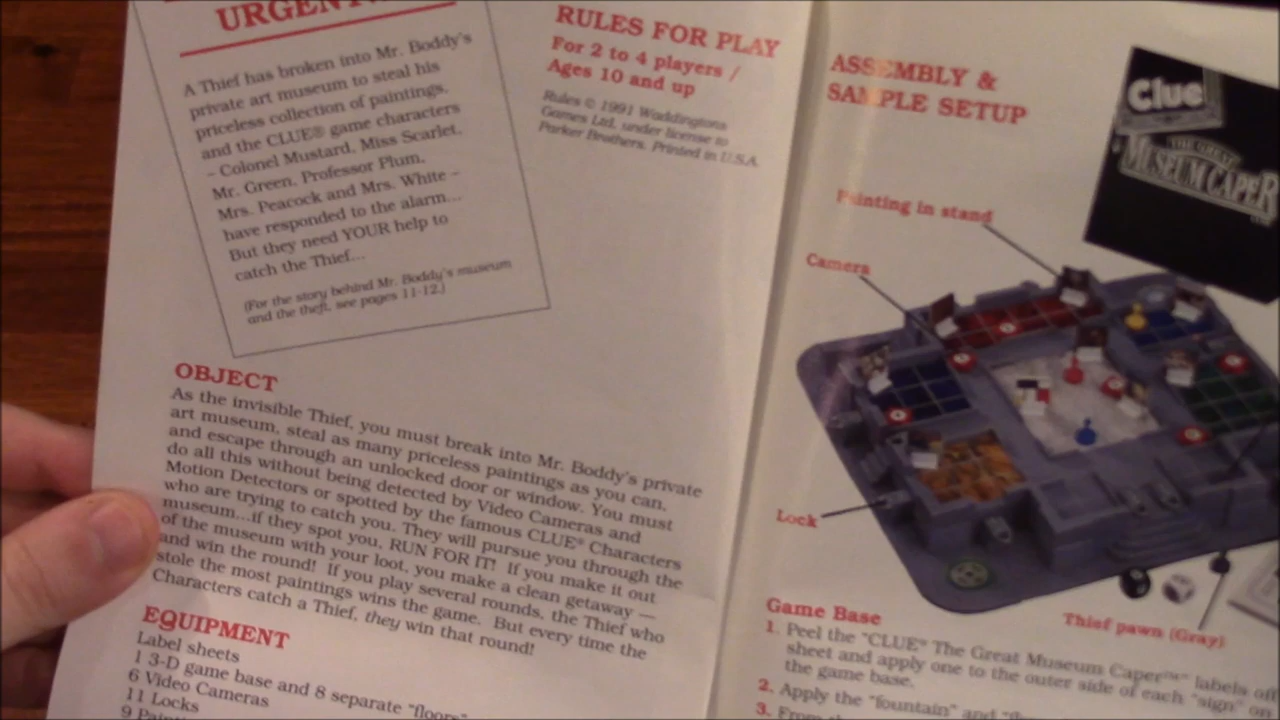 URGENT
A Thief has broken into Mr. Boddy's
private art museum to steal his
priceless collection of paintings,
and the CLUE® game characters
– Colonel Mustard, Miss Scarlet,
Mr. Green, Professor Plum,
Mrs. Peacock and Mrs. White –
have responded to the alarm...
But they need YOUR help to
catch the Thief...
(For the story behind Mr. Boddy's museum
and the theft, see pages 11-12.)
OBJECT
As the invisible Thief, you must break into Mr. Boddy's private
art museum, steal as many priceless paintings as you can,
and escape through an unlocked door or window. You must
do all this without being detected by Video Cameras and
Motion Detectors or spotted by the famous CLUE® Characters
who are trying to catch you. They will pursue you through the
museum...if they spot you, RUN FOR IT! If you make it out
of the museum with your loot, you make a clean getaway —
and win the round! If you play several rounds, the Thief who
stole the most paintings wins the game. But every time the
Characters catch a Thief, they win that round!
EQUIPMENT
Label sheets
1 3-D game base and 8 separate "floors"
6 Video Cameras
11 Locks
9
RULES FOR PLAY
For 2 to 4 players /
Ages 10 and up
Rules © 1991 Waddingtons
Games Ltd. under license to
Parker Brothers. Printed in U.S.A.
ASSEMBLY &
SAMPLE SETUP
Clue
THE GREAT
MUSEUM CAPER
Painting in stand
Camera
Lock
Thief pawn (Gray)
Game Base
1. Peel the "CLUE® The Great Museum Caper™" labels off
sheet and apply one to the outer side of each "sign" on
the game base.
2. Apply the "fountain" and
3. From